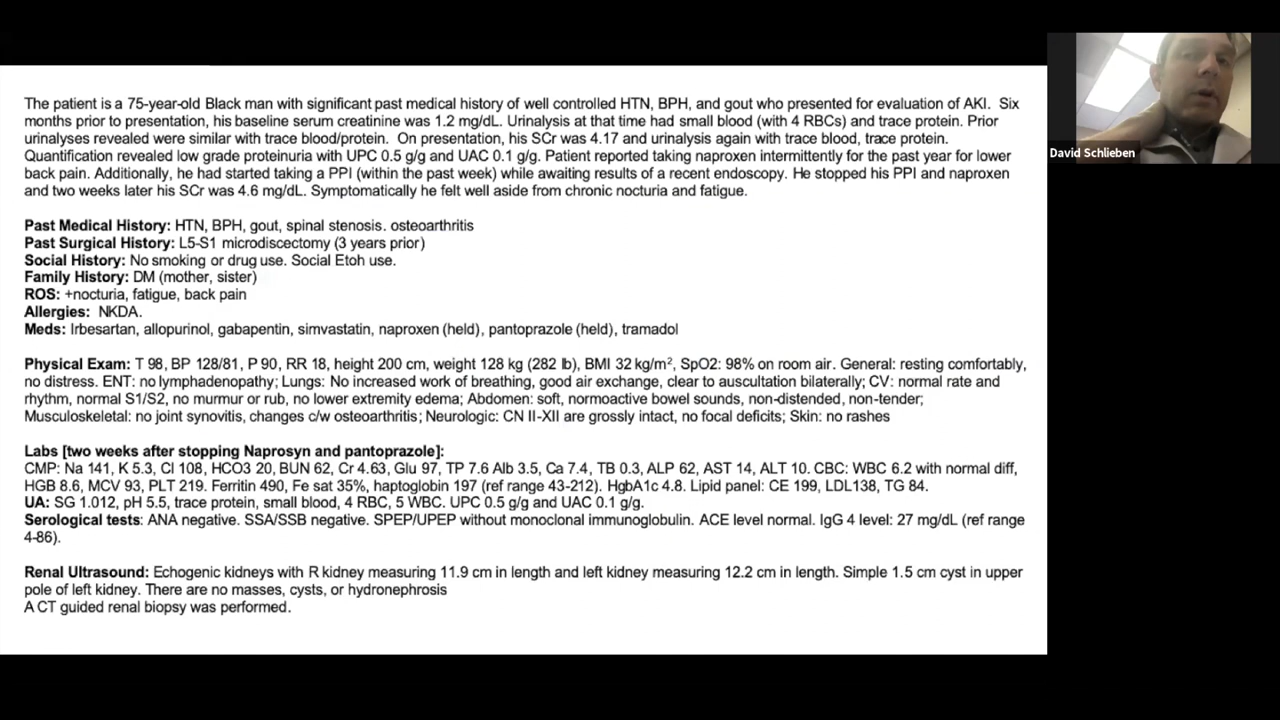 The patient is a 75-year-old Black man with significant past medical history of well controlled HTN, BPH, and gout who presented for evaluation of AKI. Six
months prior to presentation, his baseline serum creatinine was 1.2 mg/dL. Urinalysis at that time had small blood (with 4 RBCs) and trace protein. Prior
urinalyses revealed were similar with trace blood/protein. On presentation, his SCr was 4.17 and urinalysis again with trace blood, trace protein.
Quantification revealed low grade proteinuria with UPC 0.5 g/g and UAC 0.1 g/g. Patient reported taking naproxen intermittently for the past year for lower
back pain. Additionally, he had started taking a PPI (within the past week) while awaiting results of a recent endoscopy. He stopped his PPI and naproxen
and two weeks later his SCr was 4.6 mg/dL. Symptomatically he felt well aside from chronic nocturia and fatigue.
Past Medical History: HTN, BPH, gout, spinal stenosis. osteoarthritis
Past Surgical History: L5-S1 microdiscectomy (3 years prior)
Social History: No smoking or drug use. Social Etoh use.
Family History: DM (mother, sister)
ROS: +nocturia, fatigue, back pain
Allergies: NKDA.
Meds: Irbesartan, allopurinol, gabapentin, simvastatin, naproxen (held), pantoprazole (held), tramadol
Physical Exam: T 98, BP 128/81, P 90, RR 18, height 200 cm, weight 128 kg (282 lb), BMI 32 kg/m², SpO2: 98% on room air. General: resting comfortably,
no distress. ENT: no lymphadenopathy; Lungs: No increased work of breathing, good air exchange, clear to auscultation bilaterally; CV: normal rate and
rhythm, normal S1/S2, no murmur or rub, no lower extremity edema; Abdomen: soft, normoactive bowel sounds, non-distended, non-tender;
Musculoskeletal: no joint synovitis, changes c/w osteoarthritis; Neurologic: CN II-XII are grossly intact, no focal deficits; Skin: no rashes
Labs [two weeks after stopping Naprosyn and pantoprazole]:
CMP: Na 141, K 5.3, Cl 108, HCO3 20, BUN 62, Cr 4.63, Glu 97, TP 7.6 Alb 3.5, Ca 7.4, TB 0.3, ALP 62, AST 14, ALT 10. CBC: WBC 6.2 with normal diff,
HGB 8.6, MCV 93, PLT 219. Ferritin 490, Fe sat 35%, haptoglobin 197 (ref range 43-212). HgbA1c 4.8. Lipid panel: CE 199, LDL138, TG 84.
UA: SG 1.012, pH 5.5, trace protein, small blood, 4 RBC, 5 WBC. UPC 0.5 g/g and UAC 0.1 g/g.
Serological tests: ANA negative. SSA/SSB negative. SPEP/UPEP without monoclonal immunoglobulin. ACE level normal. IgG 4 level: 27 mg/dL (ref range
4-86).
Renal Ultrasound: Echogenic kidneys with R kidney measuring 11.9 cm in length and left kidney measuring 12.2 cm in length. Simple 1.5 cm cyst in upper
pole of left kidney. There are no masses, cysts, or hydronephrosis
A CT guided renal biopsy was performed.
David Schlieben